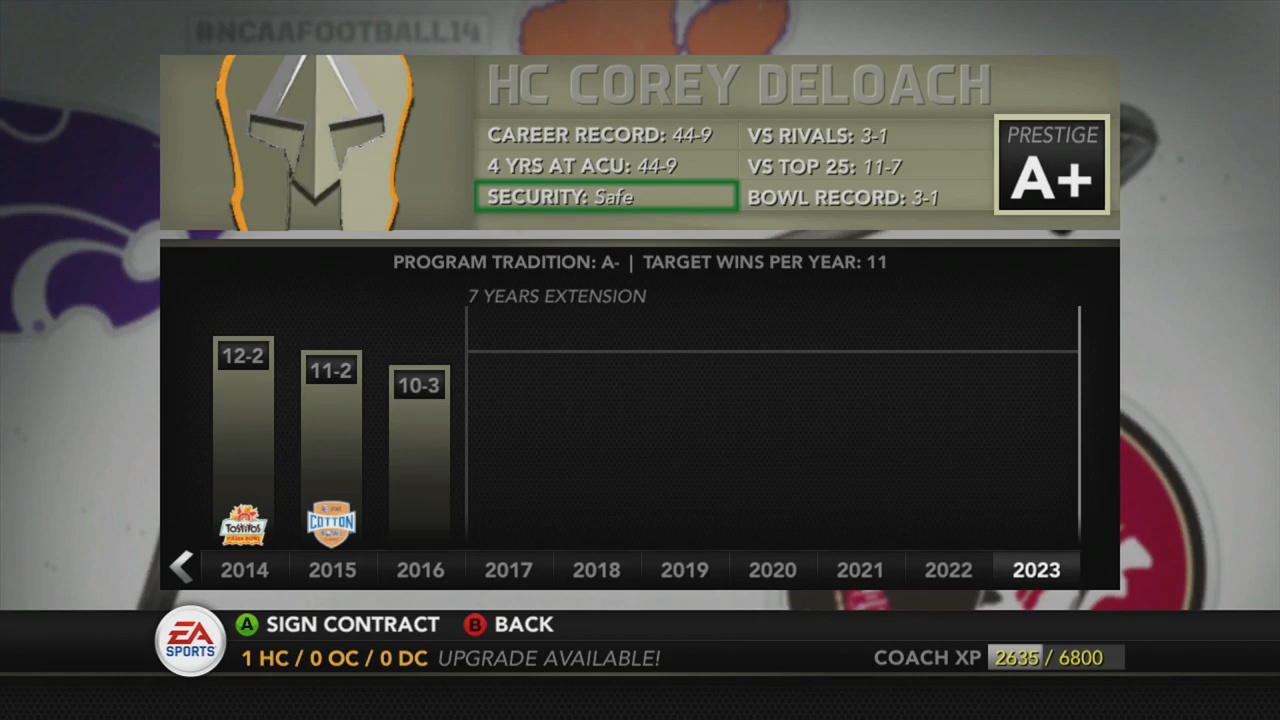 #NCAAFOOTBALL14
HC COREY DELOACH
CAREER RECORD: 44-9
VS RIVALS: 3-1
4 YRS AT ACU: 44-9
VS TOP 25: 11-7
SECURITY: Safe
BOWL RECORD: 3-1
PRESTIGE
A+
PROGRAM TRADITION: A- | TARGET WINS PER YEAR: 11
7 YEARS EXTENSION
12-2
11-2
10-3
TOSTITOS
COTTON
2014 2015 2016 2017 2018 2019 2020 2021 2022 2023
EA
SPORTS
A SIGN CONTRACT B BACK
1 HC / 0 OC / 0 DC UPGRADE AVAILABLE!
COACH XP 2635 / 6800